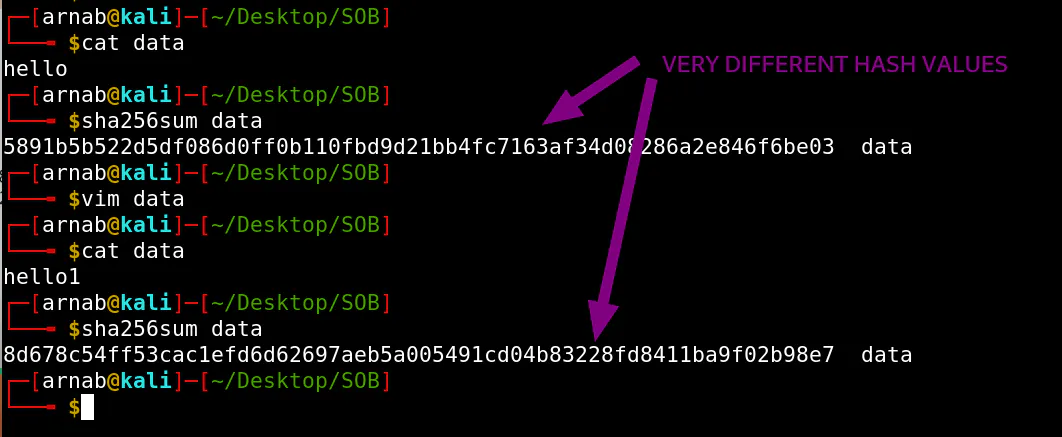 ┌─[arnab@kali]─[~/Desktop/SOB]
└──╼ $cat data
VERY DIFFERENT HASH VALUES
hello
┌─[arnab@kali]─[~/Desktop/SOB]
└──╼ $sha256sum data
5891b5b522d5df086d0ff0b110fbd9d21bb4fc7163af34d08286a2e846f6be03  data
┌─[arnab@kali]─[~/Desktop/SOB]
└──╼ $vim data
┌─[arnab@kali]─[~/Desktop/SOB]
└──╼ $cat data
hello1
┌─[arnab@kali]─[~/Desktop/SOB]
└──╼ $sha256sum data
8d678c54ff53cac1efd6d62697aeb5a005491cd04b83228fd8411ba9f02b98e7  data
┌─[arnab@kali]─[~/Desktop/SOB]
└──╼ $